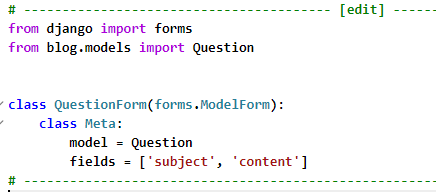 # ---------------------------------------- [edit] ------
from django import forms
from blog.models import Question
class QuestionForm(forms.ModelForm):
    class Meta:
        model = Question
        fields = ['subject', 'content']
# ------------------------------------------------------